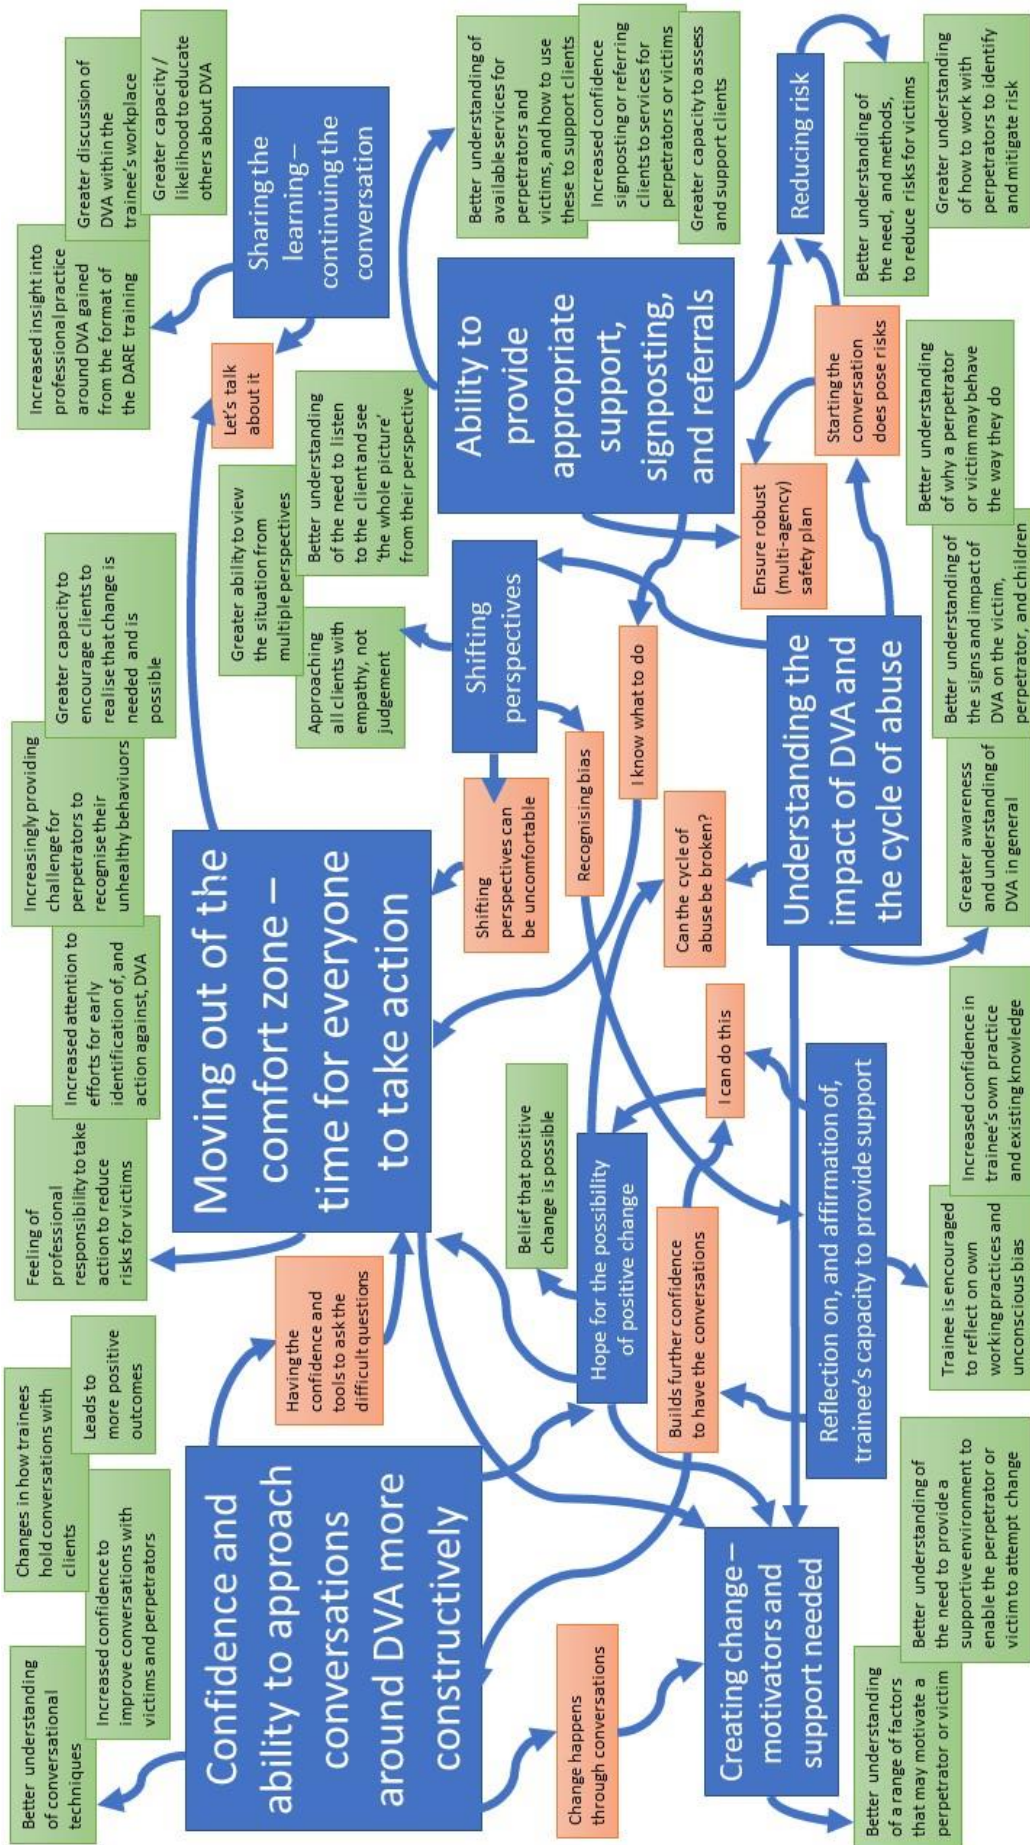 Better understanding
of conversational
techniques
Changes in how trainees
hold conversations with
clients
Increased confidence to
improve conversations with
victims and perpetrators
Leads to
more positive
outcomes
Confidence and
ability to approach
conversations
around DVA more
constructively
Having the
confidence and
tools to ask the
difficult questions
Change happens
through conversations
Creating change –
motivators and
support needed
Better understanding
of a range of factors
that may motivate a
perpetrator or victim
Better understanding of
the need to provide a
supportive environment to
enable the perpetrator or
victim to attempt change
Feeling of
professional
responsibility to take
action to reduce
risks for victims
Increased attention to
efforts for early
identification of, and
action against, DVA
Increasingly providing
challenge for
perpetrators to
recognise their
unhealthy behaviuors
Greater capacity to
encourage clients to
realise that change is
needed and is
possible
Moving out of the
comfort zone –
time for everyone
to take action
Belief that positive
change is possible
Hope for the possibility
of positive change
Builds further confidence
to have the conversations
I can do this
Reflection on, and affirmation of,
trainee's capacity to provide support
Trainee is encouraged
to reflect on own
working practices and
unconscious bias
Increased confidence in
trainee's own practice
and existing knowledge
Shifting
perspectives can
be uncomfortable
Recognising bias
I know what to do
Can the cycle of
abuse be broken?
Shifting
perspectives
Approaching
all clients with
empathy, not
judgement
Greater ability to view
the situation from
multiple perspectives
Better understanding
of the need to listen
to the client and see
'the whole picture'
from their perspective
Understanding the
impact of DVA and
the cycle of abuse
Greater awareness
and understanding of
DVA in general
Better understanding of
the signs and impact of
DVA on the victim,
perpetrator, and children
Better understanding
of why a perpetrator
or victim may behave
the way they do
Let's talk
about it
Sharing the
learning –
continuing the
conversation
Increased insight into
professional practice
around DVA gained
from the format of
the DARE training
Greater discussion of
DVA within the
trainee's workplace
Greater capacity /
likelihood to educate
others about DVA
Ability to
provide
appropriate
support,
signposting,
and referrals
Better understanding of
available services for
perpetrators and
victims, and how to use
these to support clients
Increased confidence
signposting or referring
clients to services for
perpetrators or victims
Greater capacity to assess
and support clients
Ensure robust
(multi-agency)
safety plan
Starting the
conversation
does pose risks
Reducing risk
Better understanding of
the need, and methods,
to reduce risks for victims
Greater understanding
of how to work with
perpetrators to identify
and mitigate risk